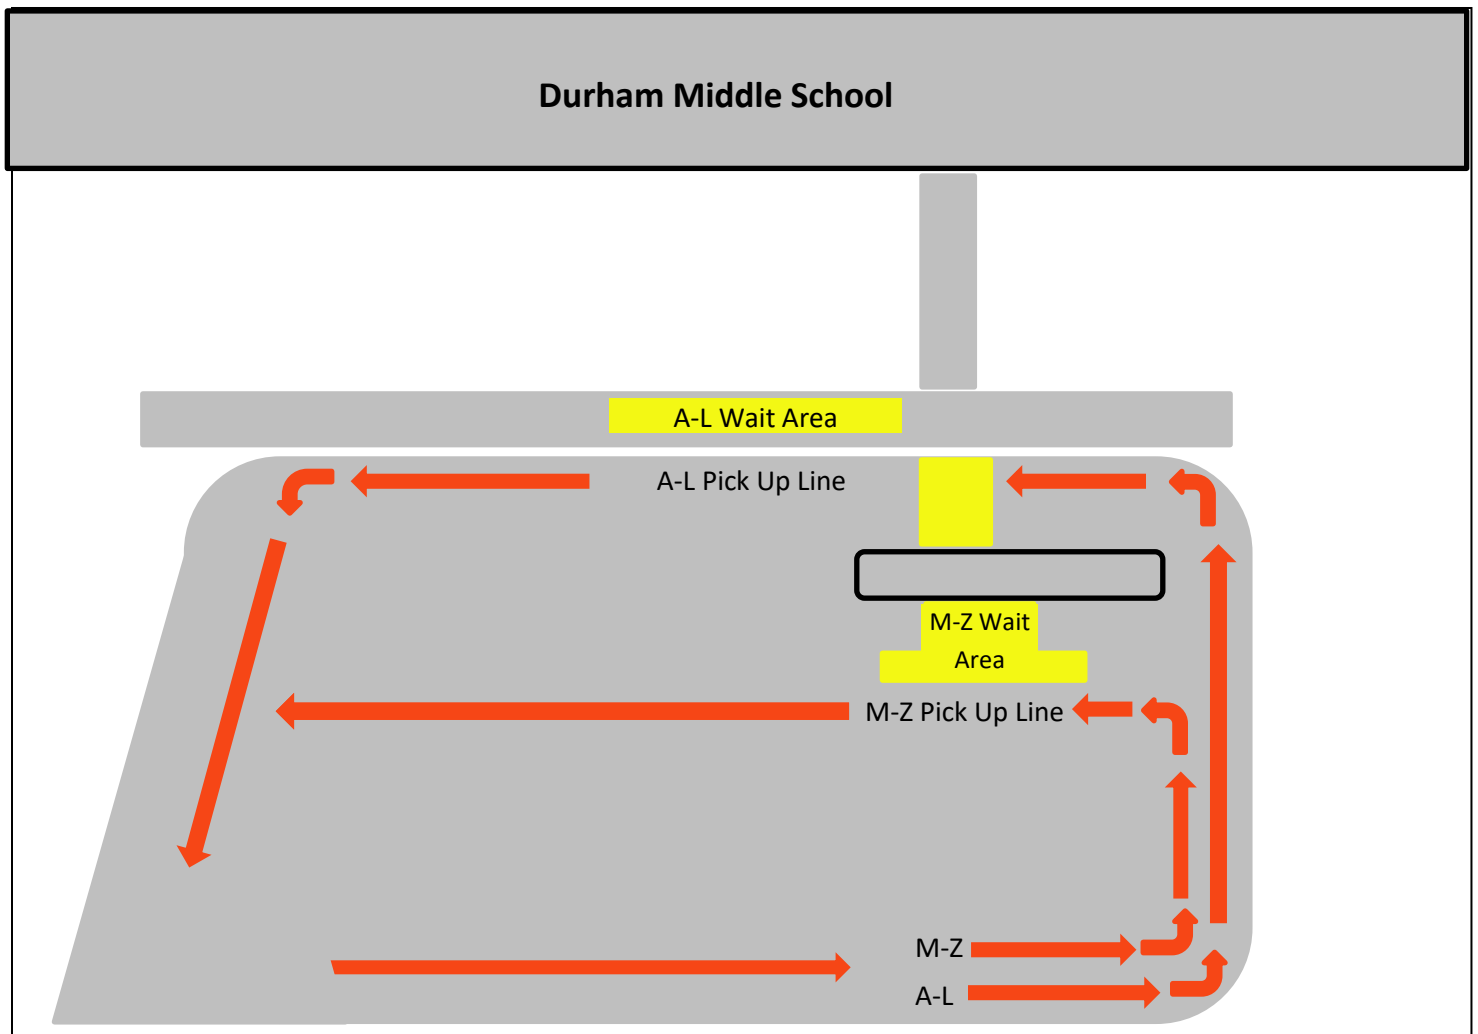 Durham Middle School
A-L Wait Area
A-L Pick Up Line
M-Z Wait
Area
M-Z Pick Up Line
M-Z
A-L